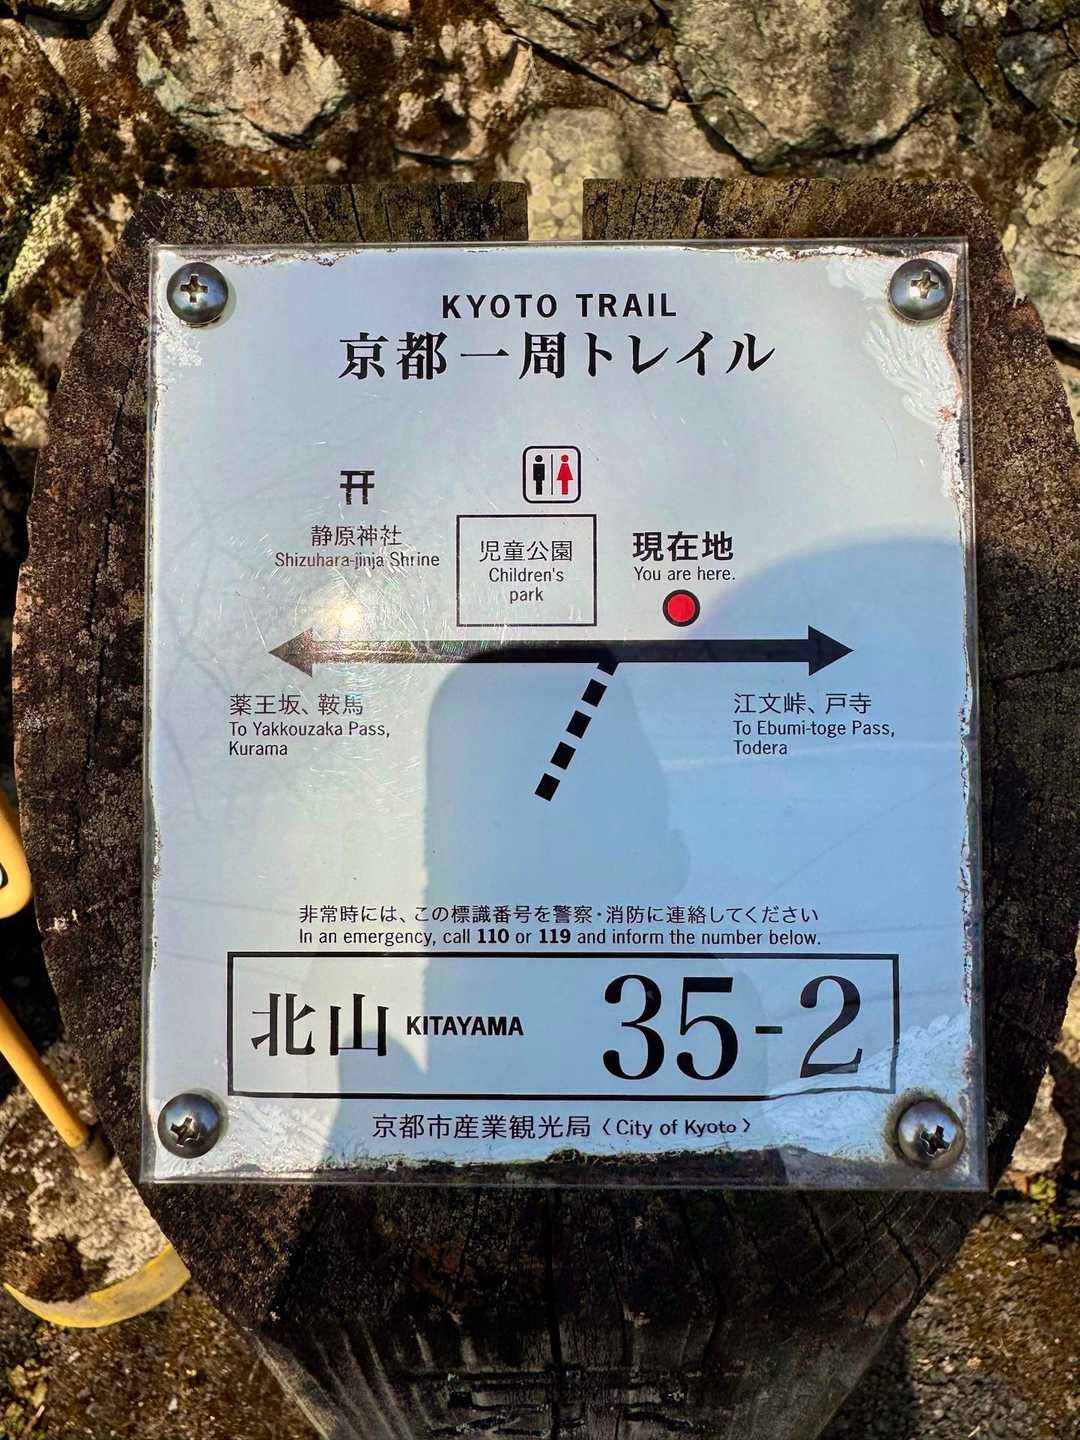 KYOTO TRAIL
京都一周トレイル
静原神社
Shizuhara-jinja Shrine
児童公園
Children's
park
現在地
You are here.
薬王坂、鞍馬
To Yakkouzaka Pass,
Kurama
江文峠、戸寺
To Ebumi-toge Pass,
Todera
非常時には、この標識番号を警察・消防に連絡してください
In an emergency, call 110 or 119 and inform the number below.
北山 KITAYAMA 35-2
京都市産業観光局〈City of Kyoto〉